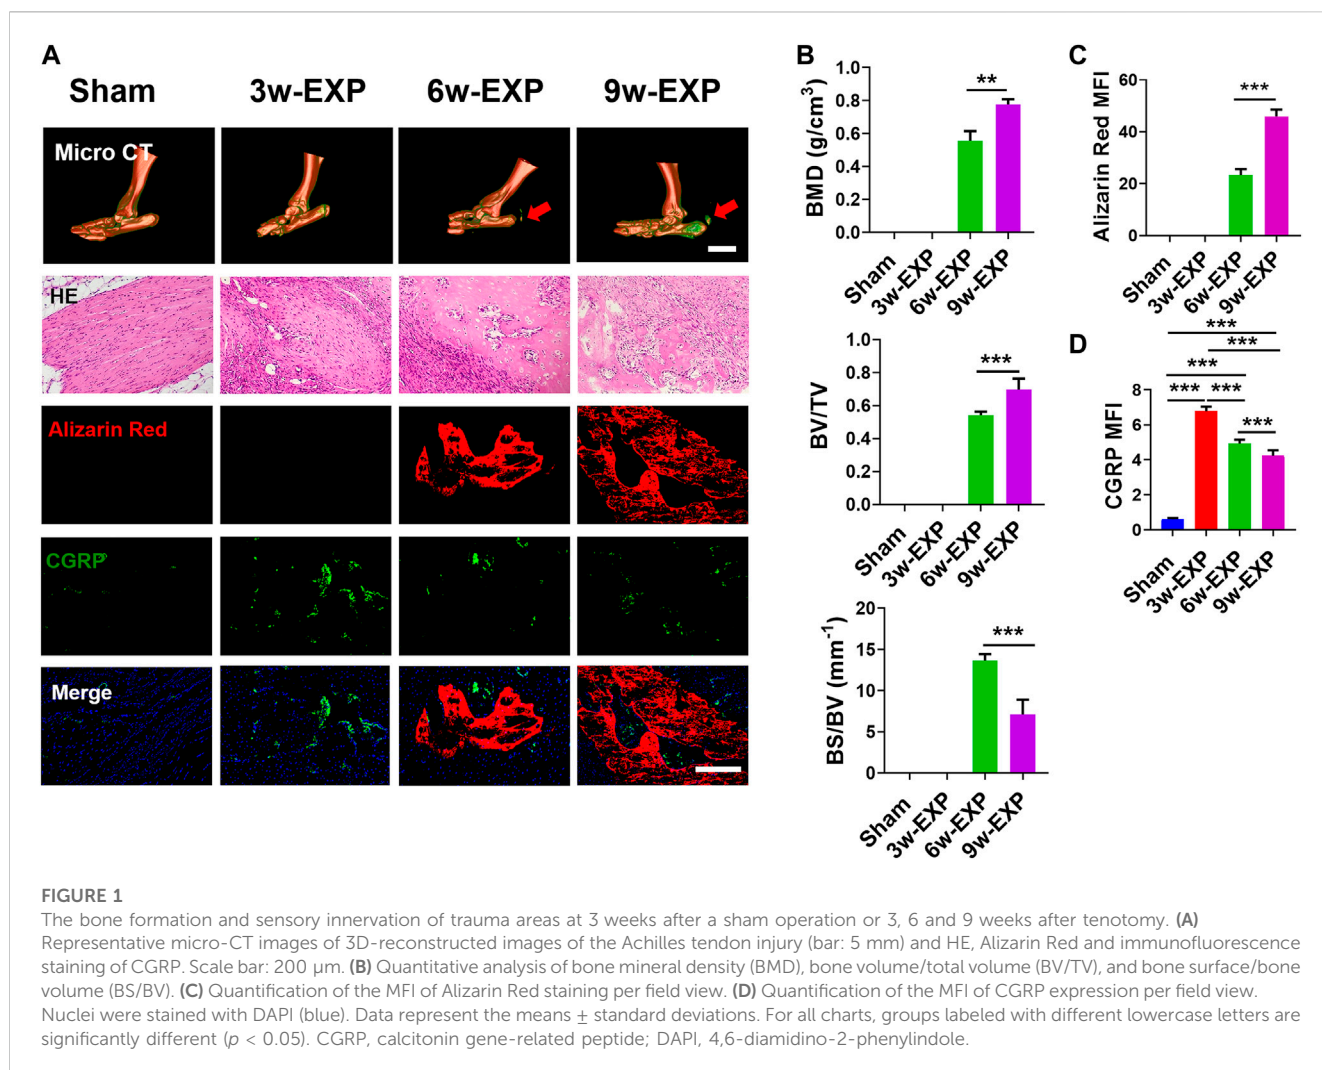 A
Sham 3w-EXP 6w-EXP 9w-EXP
Micro CT
HE
Alizarin Red
CGRP
Merge
B
BMD (g/cm³)
1.0
0.8
0.6
0.4
0.2
0.0
**
Sham 3w-EXP 6w-EXP 9w-EXP
BV/TV
1.0
0.8
0.6
0.4
0.2
0.0
***
Sham 3w-EXP 6w-EXP 9w-EXP
BS/BV (mm⁻¹)
15
10
5
0
***
Sham 3w-EXP 6w-EXP 9w-EXP
C
Alizarin Red MFI
60
40
20
0
***
Sham 3w-EXP 6w-EXP 9w-EXP
D
CGRP MFI
8
6
4
2
0
***
***
***
*** ***
***
Sham 3w-EXP 6w-EXP 9w-EXP
FIGURE 1
The bone formation and sensory innervation of trauma areas at 3 weeks after a sham operation or 3, 6 and 9 weeks after tenotomy. (A)
Representative micro-CT images of 3D-reconstructed images of the Achilles tendon injury (bar: 5 mm) and HE, Alizarin Red and immunofluorescence
staining of CGRP. Scale bar: 200 µm. (B) Quantitative analysis of bone mineral density (BMD), bone volume/total volume (BV/TV), and bone surface/bone
volume (BS/BV). (C) Quantification of the MFI of Alizarin Red staining per field view. (D) Quantification of the MFI of CGRP expression per field view.
Nuclei were stained with DAPI (blue). Data represent the means ± standard deviations. For all charts, groups labeled with different lowercase letters are
significantly different (p < 0.05). CGRP, calcitonin gene-related peptide; DAPI, 4,6-diamidino-2-phenylindole.